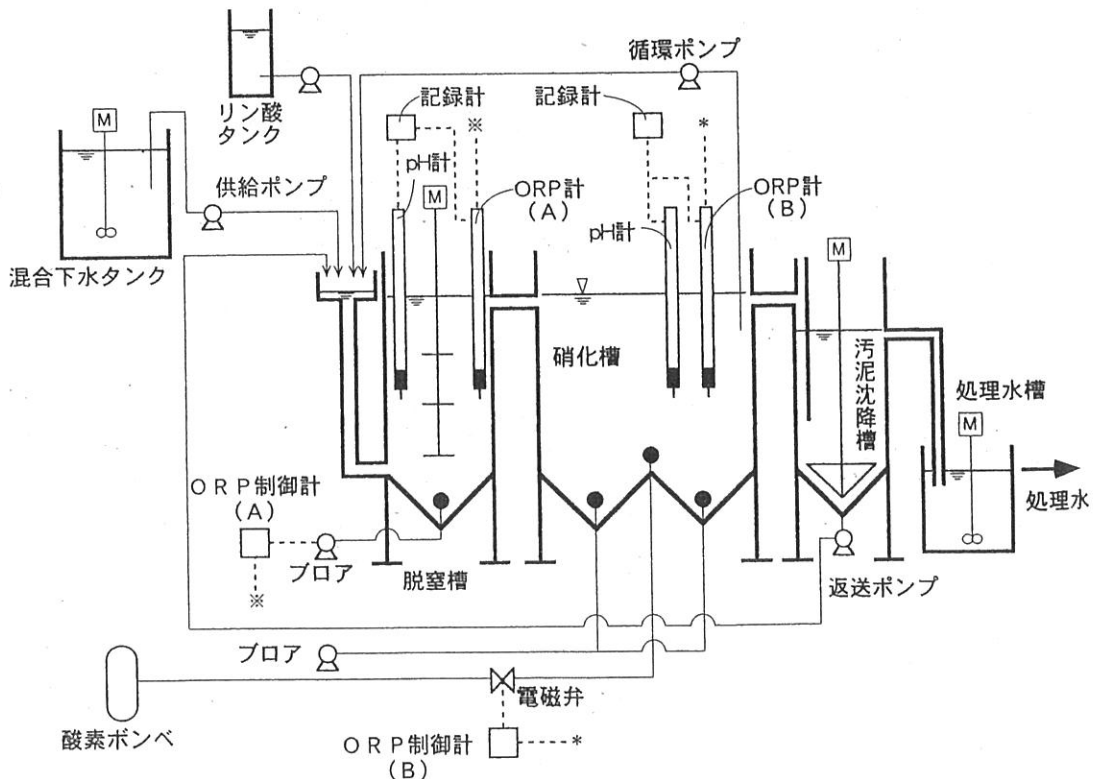 循環ポンプ
記録計
※
記録計
*
リン酸
タンク
M
pH計
供給ポンプ
M
ORP計
(A)
ORP計
(B)
pH計
M
混合下水タンク
硝化槽
汚泥沈降槽
処理水槽
M
ORP制御計
(A)
処理水
ブロア
脱窒槽
返送ポンプ
※
ブロア
電磁弁
酸素ボンベ
ORP制御計
(B)
*